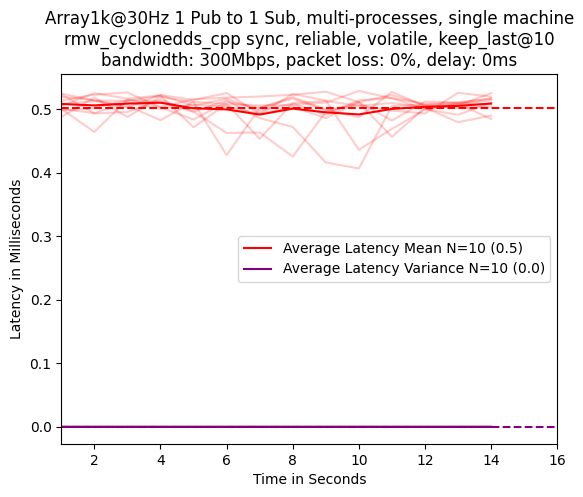 Array1k@30Hz 1 Pub to 1 Sub, multi-processes, single machine
rmw_cyclonedds_cpp sync, reliable, volatile, keep_last@10
bandwidth: 300Mbps, packet loss: 0%, delay: 0ms
Latency in Milliseconds
0.5
0.4
0.3
0.2
0.1
0.0
Average Latency Mean N=10 (0.5)
Average Latency Variance N=10 (0.0)
2 4 6 8 10 12 14 16
Time in Seconds